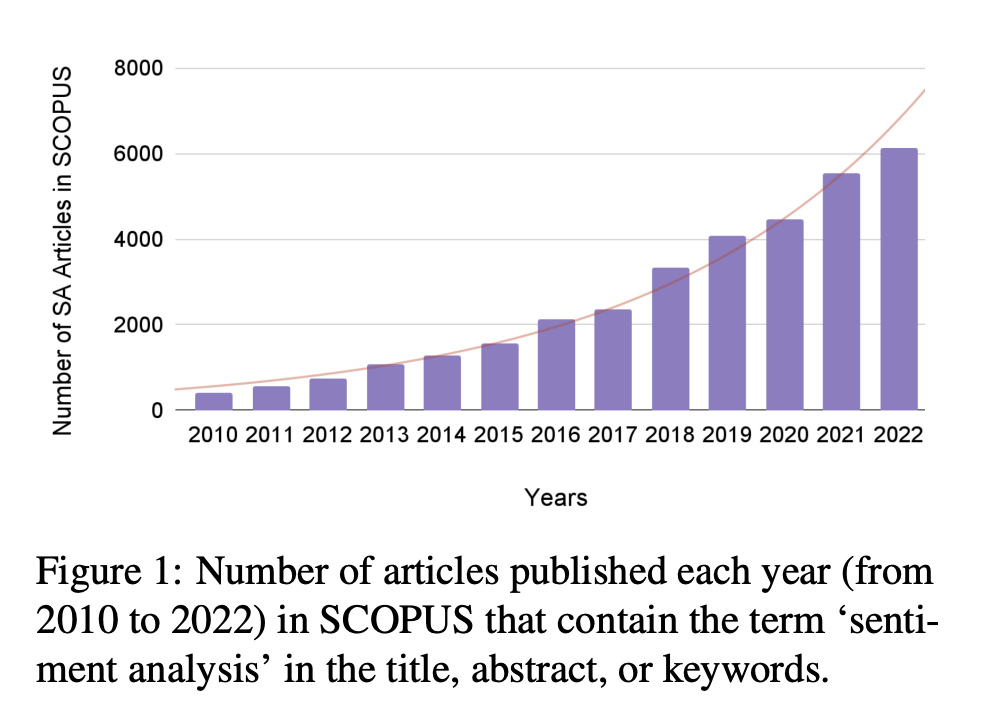 Number of SA Articles in SCOPUS
8000
6000
4000
2000
0
2010 2011 2012 2013 2014 2015 2016 2017 2018 2019 2020 2021 2022
Years
Figure 1: Number of articles published each year (from
2010 to 2022) in SCOPUS that contain the term ‘senti-
ment analysis’ in the title, abstract, or keywords.